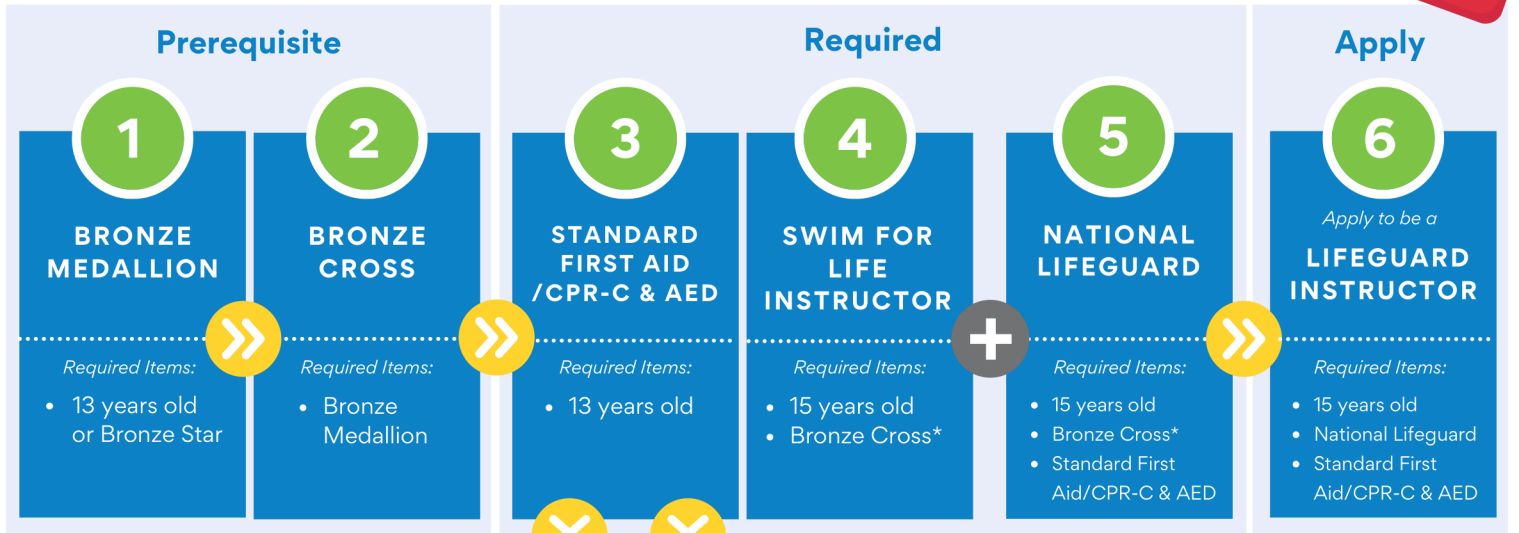 Prerequisite
Required
Apply
1
BRONZE
MEDALLION
Required Items:
• 13 years old
or Bronze Star
2
BRONZE
CROSS
Required Items:
• Bronze
Medallion
3
STANDARD
FIRST AID
/CPR-C & AED
Required Items:
• 13 years old
4
SWIM FOR
LIFE
INSTRUCTOR
Required Items:
• 15 years old
• Bronze Cross*
+
5
NATIONAL
LIFEGUARD
Required Items:
• 15 years old
• Bronze Cross*
• Standard First
Aid/CPR-C & AED
6
Apply to be a
LIFEGUARD
INSTRUCTOR
Required Items:
• 15 years old
• National Lifeguard
• Standard First
Aid/CPR-C & AED